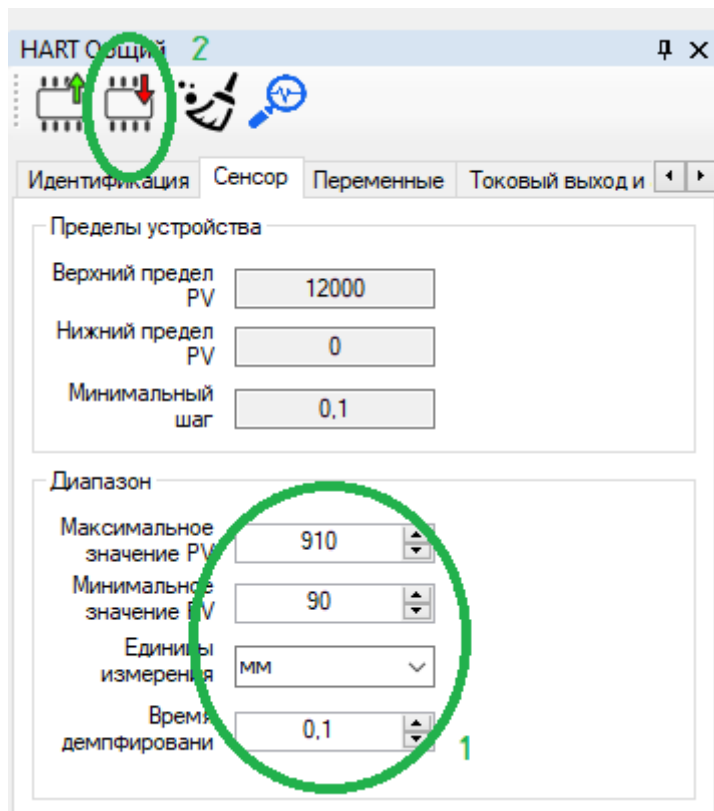 HART Общий 2
Идентификация Сенсор Переменные Токовый выход и
Пределы устройства
Верхний предел
PV
12000
Нижний предел
PV
0
Минимальный
шаг
0,1
Диапазон
Максимальное
значение PV
910
Минимальное
значение PV
90
Единицы
измерения
мм
Время
демпфировани
0,1
1